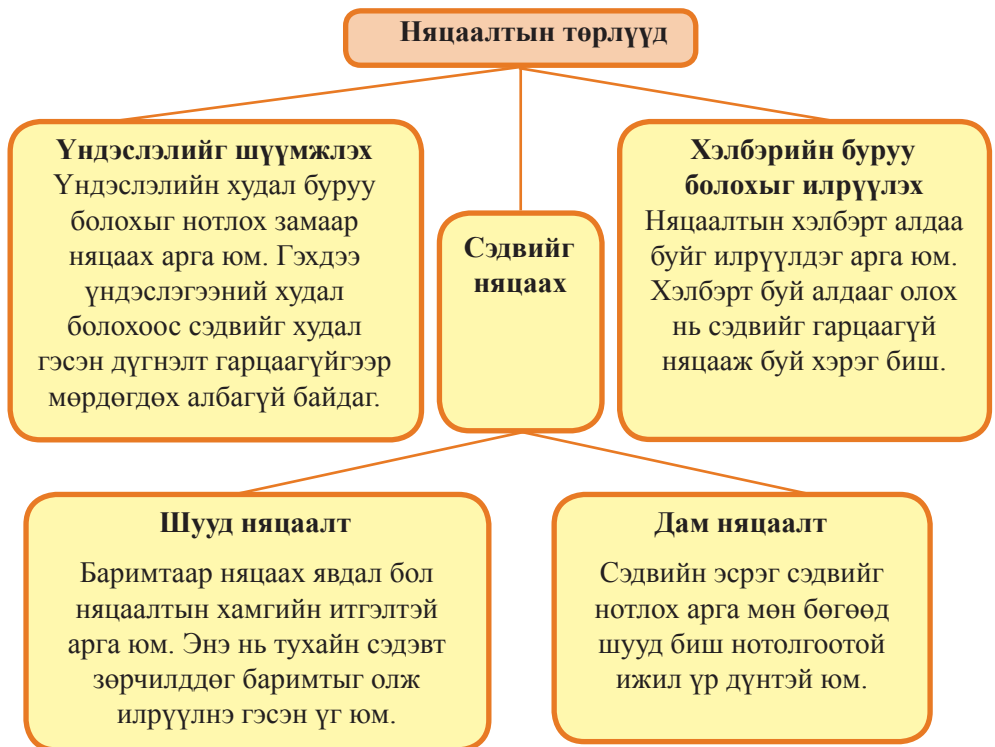 Няцаалтын төрлүүд
Үндэслэлийг шүүмжлэх
Үндэслэлийн худал буруу
болохыг нотлох замаар
няцаах арга юм. Гэхдээ
үндэслэгээний худал
болохоос сэдвийг худал
гэсэн дүгнэлт гарцаагүйгээр
мөрдөгдөх албагүй байдаг.
Сэдвийг
няцаах
Хэлбэрийн буруу
болохыг илрүүлэх
Няцаалтын хэлбэрт алдаа
буйг илрүүлдэг арга юм.
Хэлбэрт буй алдааг олох
нь сэдвийг гарцаагүй
няцааж буй хэрэг биш.
Шууд няцаалт
Баримтаар няцаах явдал бол
няцаалтын хамгийн итгэлтэй
арга юм. Энэ нь тухайн сэдэвт
зөрчилддөг баримтыг олж
илрүүлнэ гэсэн үг юм.
Дам няцаалт
Сэдвийн эсрэг сэдвийг
нотлох арга мөн бөгөөд
шууд биш нотолгоотой
ижил үр дүнтэй юм.